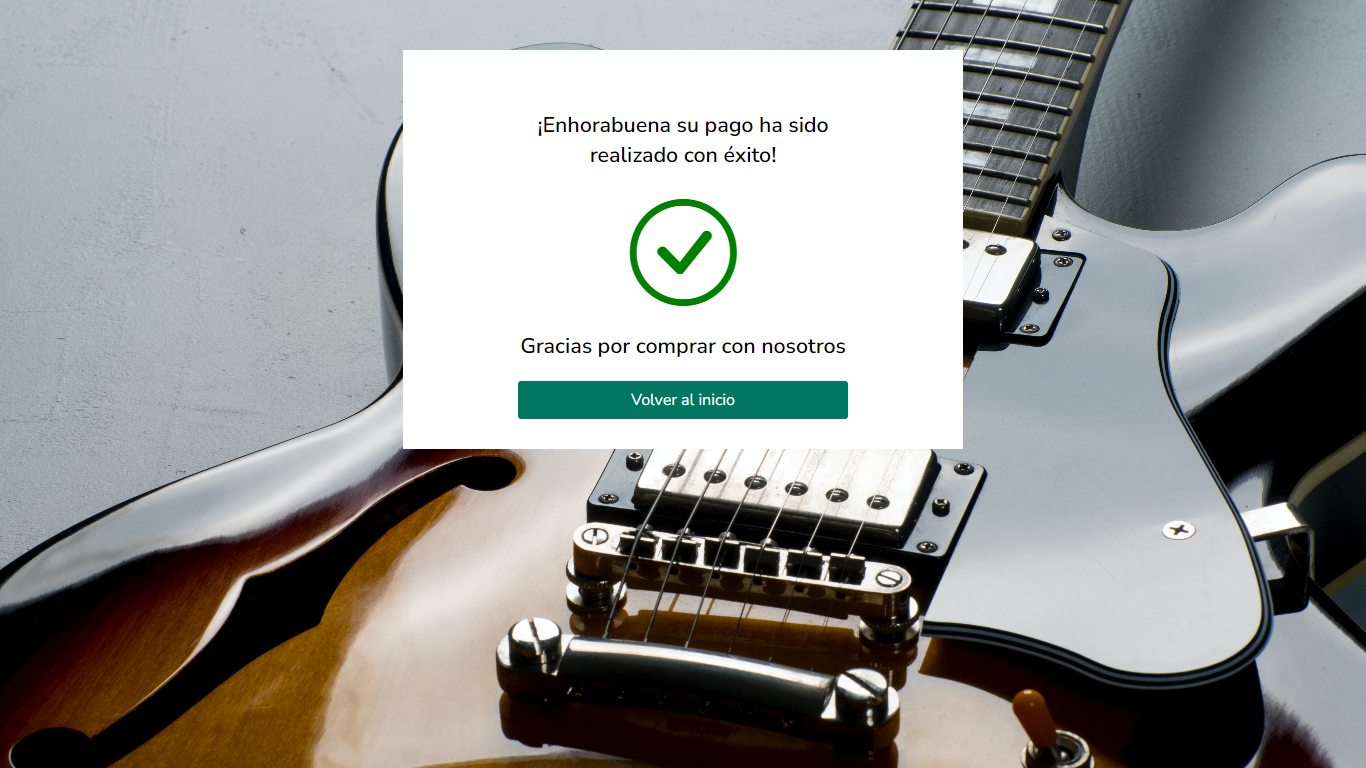 ¡Enhorabuena su pago ha sido
realizado con éxito!
Gracias por comprar con nosotros
Volver al inicio